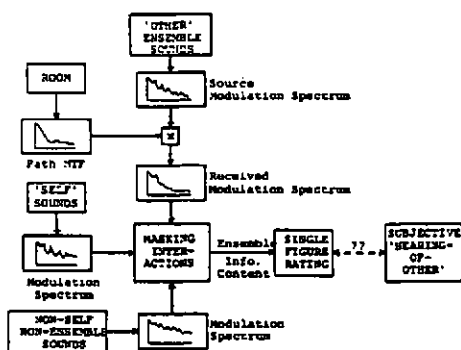 'OTHER'
ENSEMBLE
SOUNDS
ROOM
Source
Modulation Spectrum
x
Path MTF
Received
Modulation Spectrum
'SELF'
SOUNDS
MASKING
INTER-
ACTIONS
Ensemble
Info.
Content
SINGLE
FIGURE
RATING
??
SUBJECTIVE
'HEARING-
OF-
OTHER'
Modulation
Spectrum
NON-SELF
NON-ENSEMBLE
SOUNDS
Modulation
Spectrum